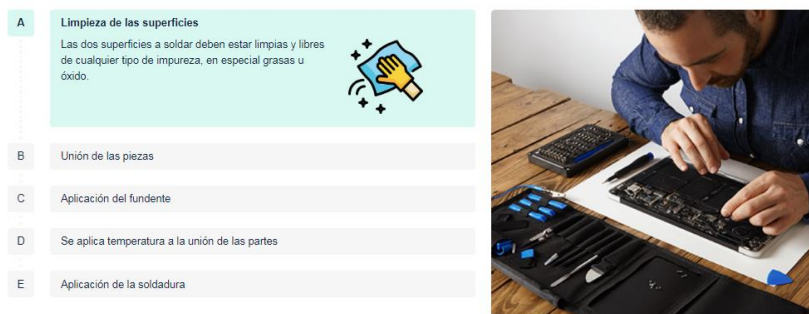 A
Limpieza de las superficies
Las dos superficies a soldar deben estar limpias y libres
de cualquier tipo de impureza, en especial grasas u
óxido.
B
Unión de las piezas
C
Aplicación del fundente
D
Se aplica temperatura a la unión de las partes
E
Aplicación de la soldadura